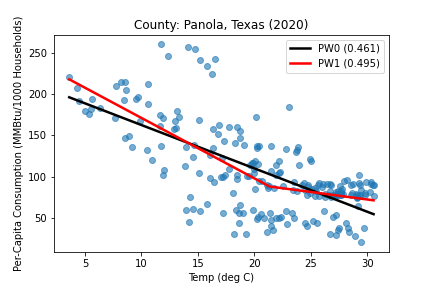 County: Panola, Texas (2020)
Per-Capita Consumption (MMBtu/1000 Households)
250
200
150
100
50
PW0 (0.461)
PW1 (0.495)
5 10 15 20 25 30
Temp (deg C)